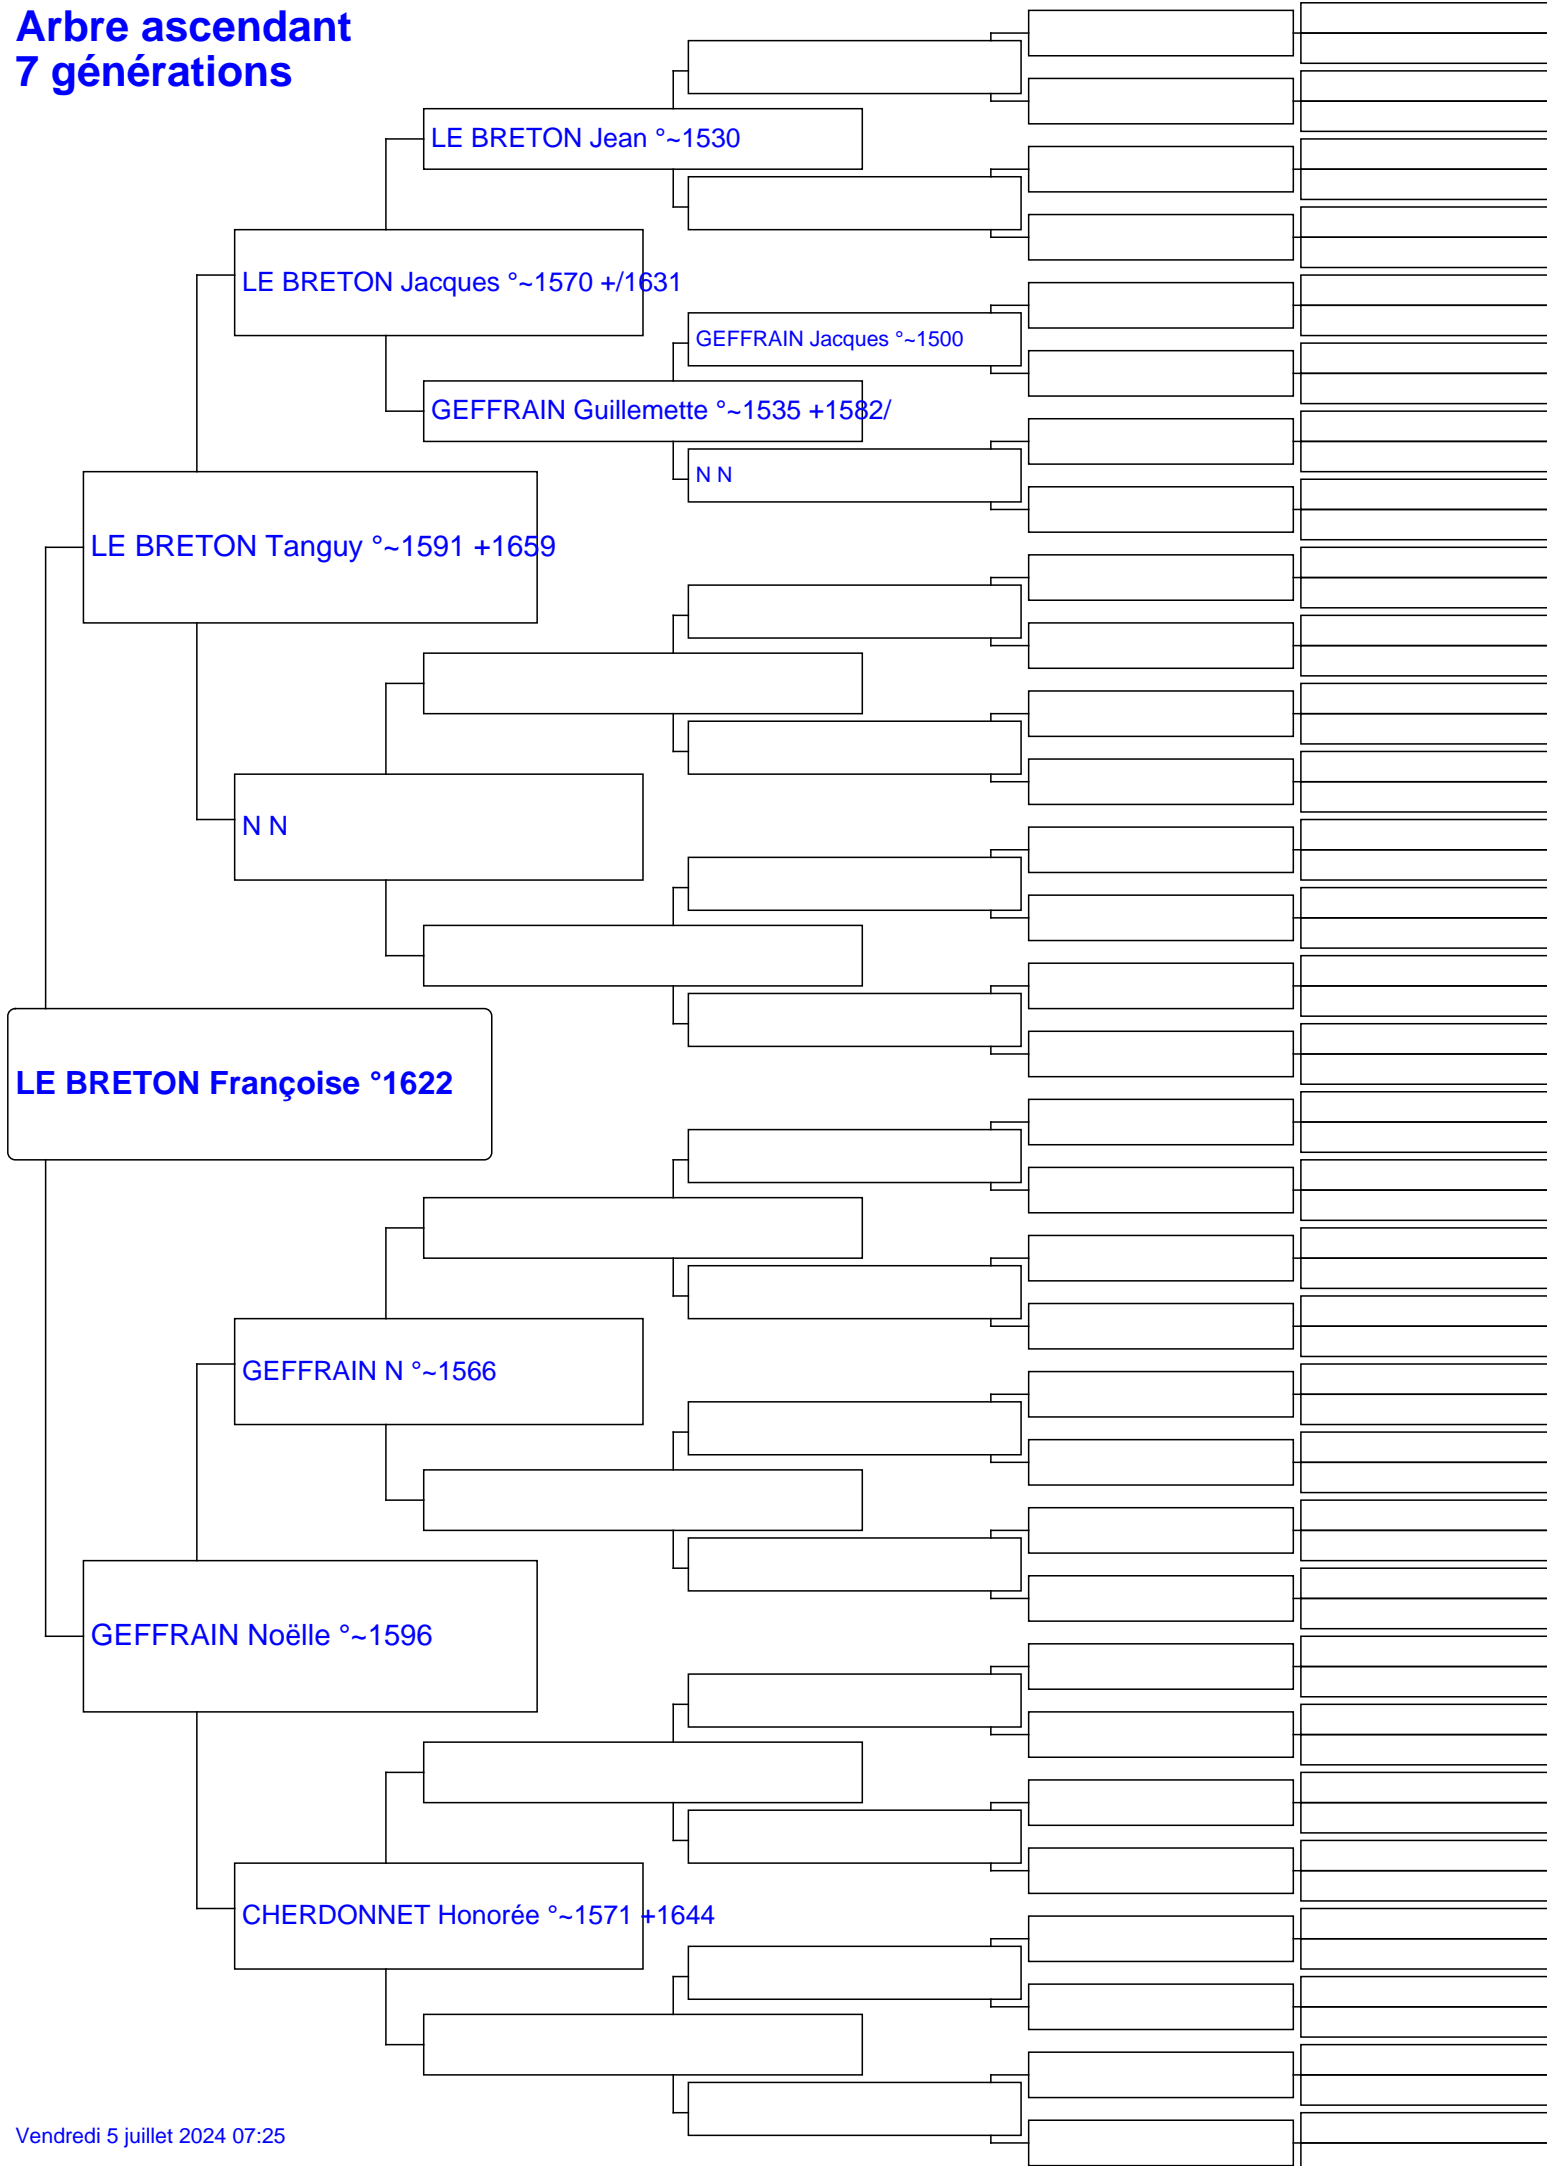 Arbre ascendant
7 générations
LE BRETON Jean °~1530
LE BRETON Jacques °~1570 +/1631
GEFFRAIN Jacques °~1500
GEFFRAIN Guillemette °~1535 +1582/
N N
LE BRETON Tanguy °~1591 +1659
N N
LE BRETON Françoise °1622
GEFFRAIN N °~1566
GEFFRAIN Noëlle °~1596
CHERDONNET Honorée °~1571 +1644
Vendredi 5 juillet 2024 07:25